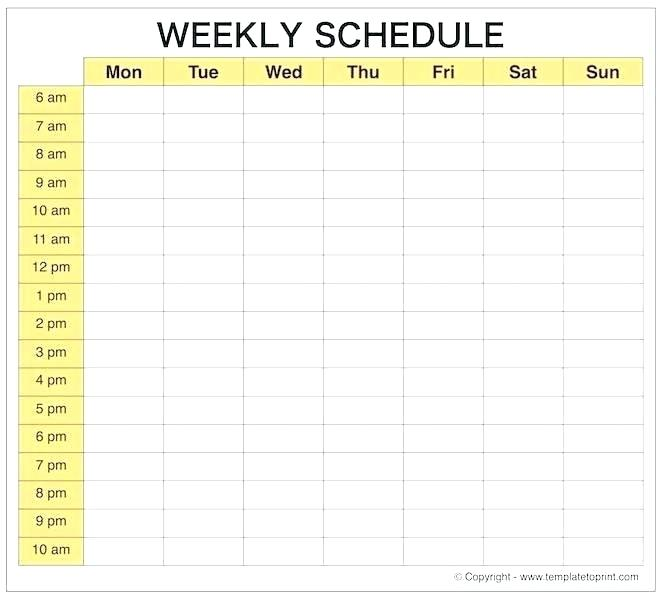 WEEKLY SCHEDULE
Mon Tue Wed Thu Fri Sat Sun
6 am
7 am
8 am
9 am
10 am
11 am
12 pm
1 pm
2 pm
3 pm
4 pm
5 pm
6 pm
7 pm
8 pm
9 pm
10 am
© Copyright - www.templatetoprint.com